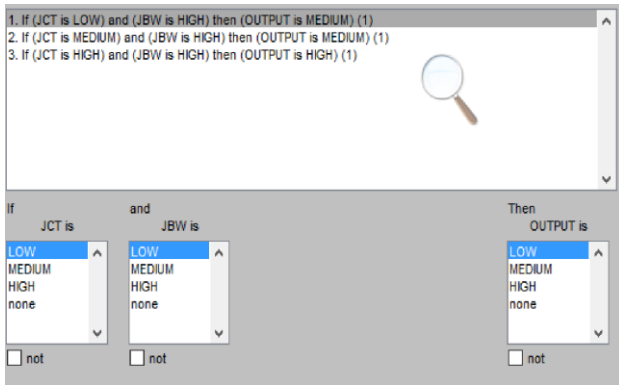 1. If (JCT is LOW) and (JBW is HIGH) then (OUTPUT is MEDIUM) (1)
2. If (JCT is MEDIUM) and (JBW is HIGH) then (OUTPUT is MEDIUM) (1)
3. If (JCT is HIGH) and (JBW is HIGH) then (OUTPUT is HIGH) (1)
If and Then
JCT is JBW is OUTPUT is
LOW LOW LOW
MEDIUM MEDIUM MEDIUM
HIGH HIGH HIGH
none none none
not not not